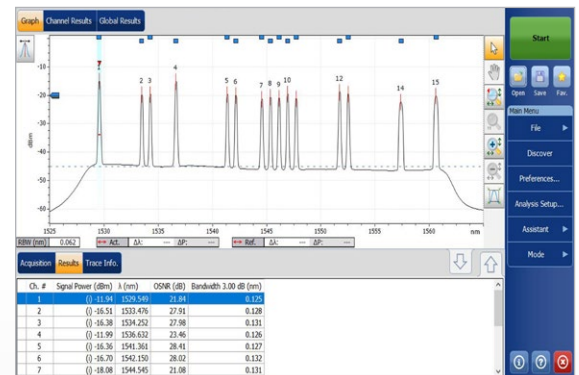 Graph Channel Results Global Results
Start
Open Save Fav.
Main Menu
File
Discover
Preferences...
Analysis Setup...
Assistant
Mode
dBm
-10
-20
-30
-40
-50
-60
2 3 4 5 6 7 8 9 10 12 14 15
1525 1530 1535 1540 1545 1550 1555 1560 nm
RBW (nm) 0.062 Act. Δλ: --- ΔP: --- Ref. Δλ: --- ΔP: ---
Acquisition Results Trace Info.
Ch. # Signal Power (dBm) λ (nm) OSNR (dB) Bandwidth 3.00 dB (nm)
1 (i) -11.94 1529.549 21.84 0.125
2 (i) -16.51 1533.476 27.91 0.128
3 (i) -16.38 1534.252 27.98 0.131
4 (i) -11.99 1536.632 23.46 0.126
5 (i) -16.36 1541.361 28.41 0.127
6 (i) -16.70 1542.150 28.02 0.132
7 (i) -18.08 1544.545 21.08 0.131